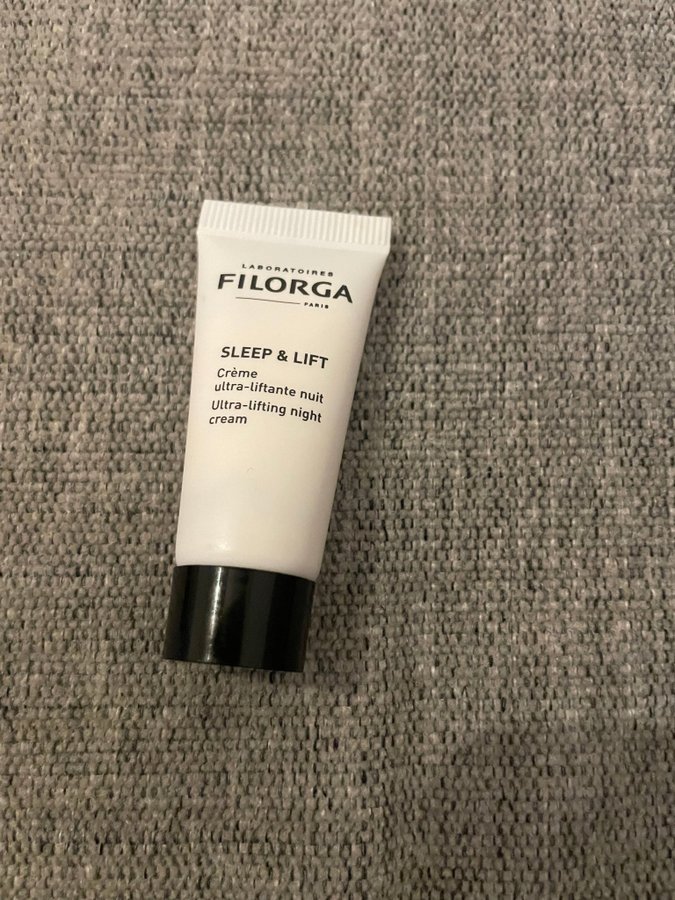 LABORATOIRES
FILORGA
PARIS
SLEEP & LIFT
Crème
ultra-liftante nuit
Ultra-lifting night
cream